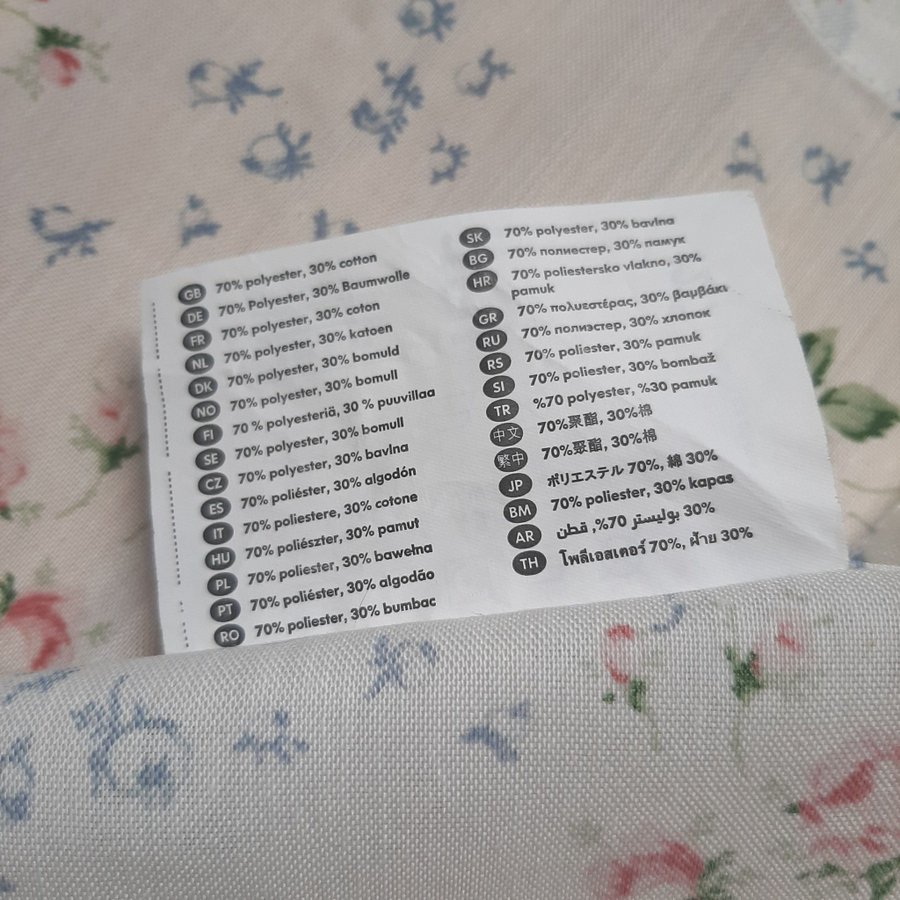 GB 70% polyester, 30% cotton
DE 70% Polyester, 30% Baumwolle
FR 70% polyester, 30% coton
NL 70% polyester, 30% katoen
DK 70% polyester, 30% bomuld
NO 70% polyester, 30% bomull
FI 70 % polyesteriä, 30 % puuvillaa
SE 70% polyester, 30% bomull
CZ 70% polyester, 30% bavlna
ES 70% poliéster, 30% algodón
IT 70% poliestere, 30% cotone
HU 70% poliészter, 30% pamut
PL 70% poliester, 30% bawełna
PT 70% poliéster, 30% algodão
RO 70% poliester, 30% bumbac
SK 70% polyester, 30% bavlna
BG 70% полиестер, 30% памук
HR 70% poliestersko vlakno, 30%
pamuk
GR 70% πολυεστέρας, 30% βαμβάκι
RU 70% полиэстер, 30% хлопок
RS 70% poliester, 30% pamuk
SI 70% poliester, 30% bombaž
TR %70 polyester, %30 pamuk
中文 70%聚酯, 30%棉
繁中 70%聚酯, 30%棉
JP ポリエステル 70%, 綿 30%
BM 70% poliester, 30% kapas
AR بوليستر 70%, قطن 30%
TH โพลีเอสเตอร์ 70%, ฝ้าย 30%